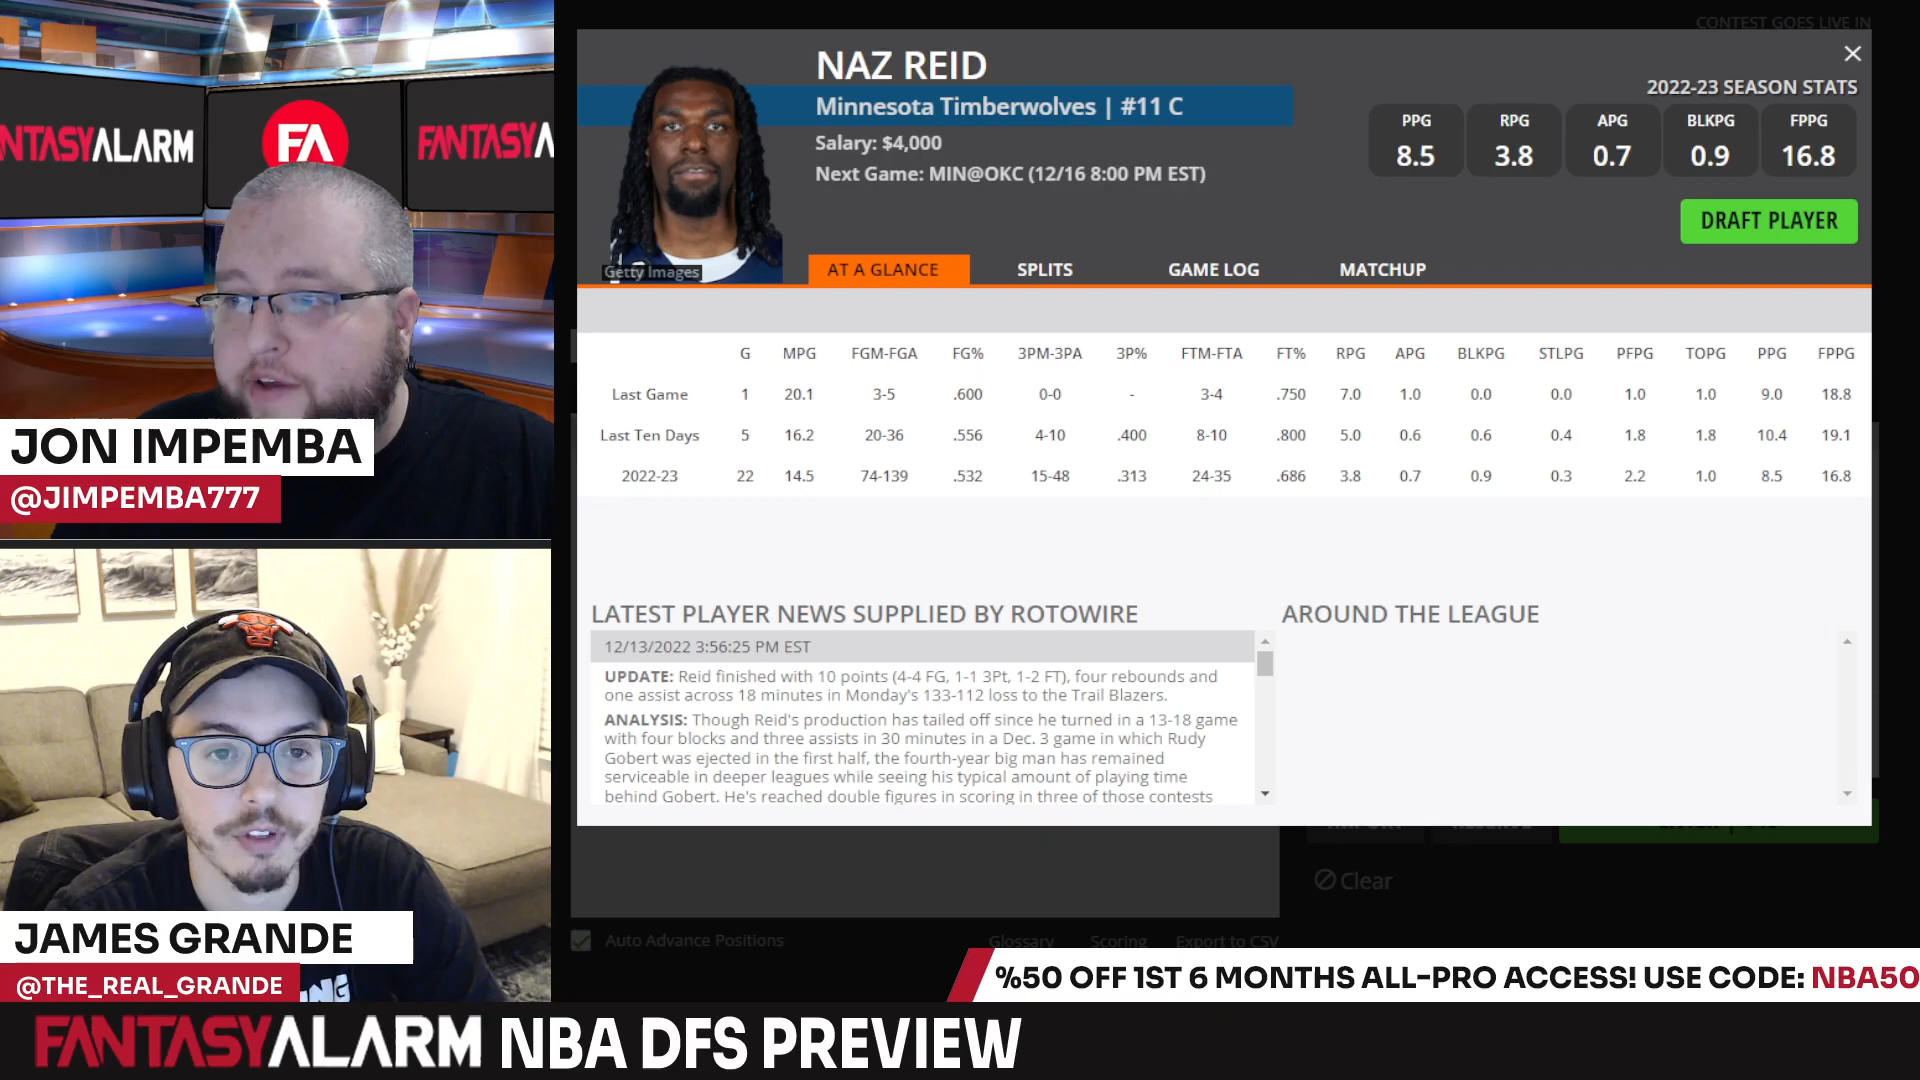 CONTEST GOES LIVE IN
NTASYALARM
FA
FANTASYA
JON IMPEMBA
@JIMPEMBA777
JAMES GRANDE
@THE_REAL_GRANDE
NG
NAZ REID
Minnesota Timberwolves | #11 C
Salary: $4,000
Next Game: MIN@OKC (12/16 8:00 PM EST)
Getty Images
2022-23 SEASON STATS
PPG RPG APG BLKPG FPPG
8.5 3.8 0.7 0.9 16.8
DRAFT PLAYER
AT A GLANCE SPLITS GAME LOG MATCHUP
G MPG FGM-FGA FG% 3PM-3PA 3P% FTM-FTA FT% RPG APG BLKPG STLPG PFPG TOPG PPG FPPG
Last Game 1 20.1 3-5 .600 0-0 - 3-4 .750 7.0 1.0 0.0 0.0 1.0 1.0 9.0 18.8
Last Ten Days 5 16.2 20-36 .556 4-10 .400 8-10 .800 5.0 0.6 0.6 0.4 1.8 1.8 10.4 19.1
2022-23 22 14.5 74-139 .532 15-48 .313 24-35 .686 3.8 0.7 0.9 0.3 2.2 1.0 8.5 16.8
LATEST PLAYER NEWS SUPPLIED BY ROTOWIRE
12/13/2022 3:56:25 PM EST
UPDATE: Reid finished with 10 points (4-4 FG, 1-1 3Pt, 1-2 FT), four rebounds and
one assist across 18 minutes in Monday's 133-112 loss to the Trail Blazers.
ANALYSIS: Though Reid's production has tailed off since he turned in a 13-18 game
with four blocks and three assists in 30 minutes in a Dec. 3 game in which Rudy
Gobert was ejected in the first half, the fourth-year big man has remained
serviceable in deeper leagues while seeing his typical amount of playing time
behind Gobert. He's reached double figures in scoring in three of those contests
AROUND THE LEAGUE
Clear
Auto Advance Positions
Glossary Scoring Export to CSV
%50 OFF 1ST 6 MONTHS ALL-PRO ACCESS! USE CODE: NBA50
FANTASYALARM NBA DFS PREVIEW